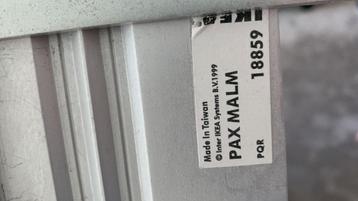 Made In Taiwan
© Inter IKEA Systems B.V.1999
PAX MALM
PQR 18859